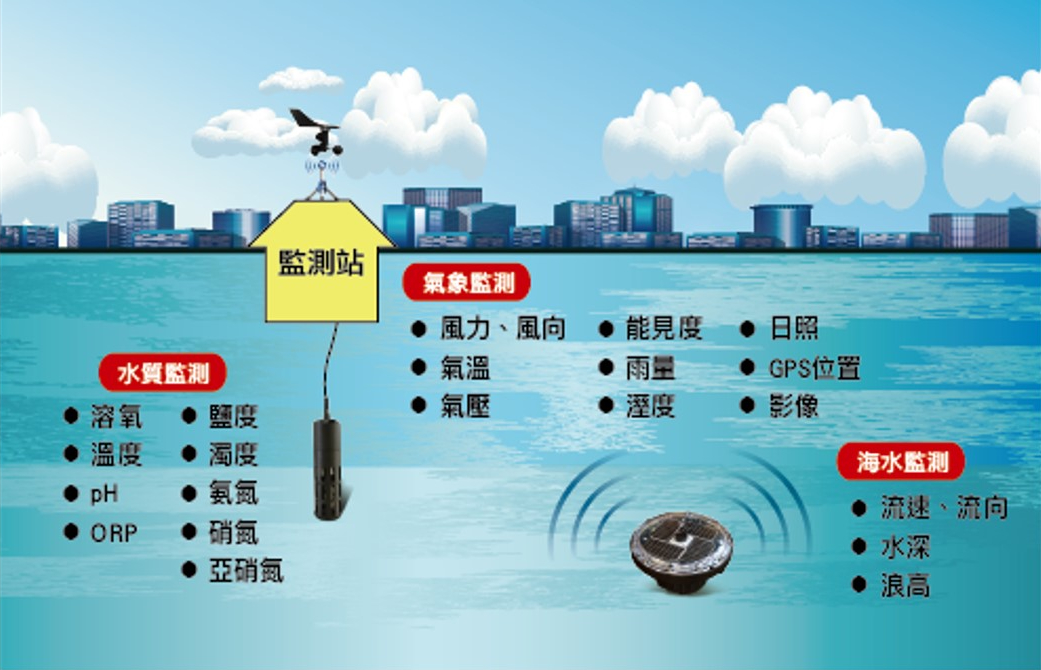 監測站
氣象監測
風力、風向
能見度
日照
氣溫
雨量
GPS位置
氣壓
溼度
影像
水質監測
溶氧
鹽度
溫度
濁度
pH
氨氮
ORP
硝氮
亞硝氮
海水監測
流速、流向
水深
浪高